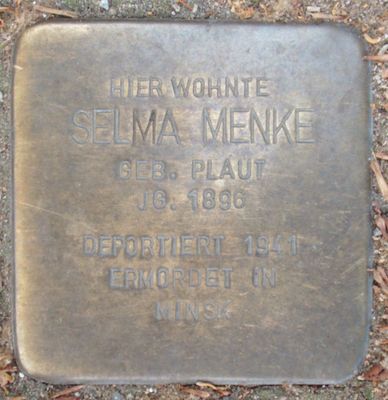 HIER WOHNTE
SELMA MENKE
GEB. PLAUT
JG. 1896
DEPORTIERT 1941
ERMORDET IN
MINSK